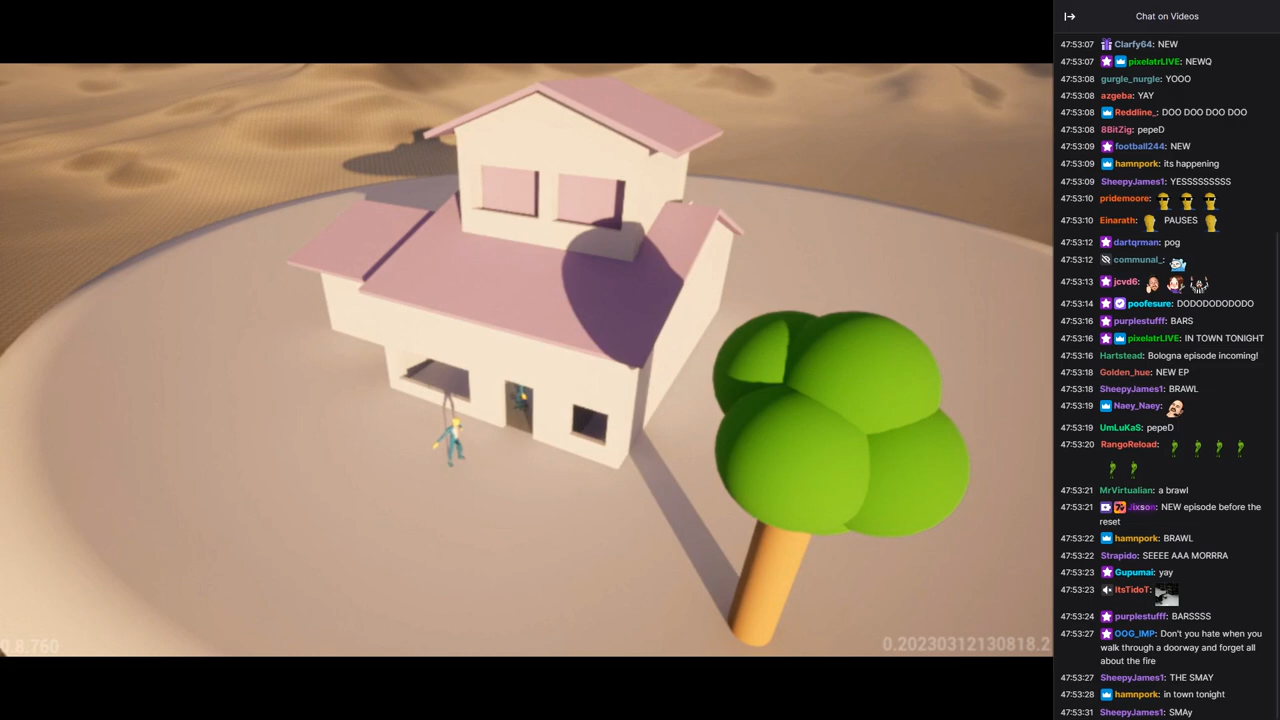 Chat on Videos
47:53:07 Clarfy64: NEW
47:53:07 pixelatrLIVE: NEWQ
47:53:08 gurgle_nurgle: YOOO
47:53:08 azgeba: YAY
47:53:08 Reddline_: DOO DOO DOO DOO
47:53:08 8BitZig: pepeD
47:53:09 football244: NEW
47:53:09 hamnpork: its happening
47:53:09 SheepyJames1: YESSSSSSSSS
47:53:10 pridemoore:
47:53:10 Einarath: PAUSES
47:53:12 dartqrman: pog
47:53:12 communal_:
47:53:13 jcvd6:
47:53:14 poofesure: DODODODODODO
47:53:16 purplestufff: BARS
47:53:16 pixelatrLIVE: IN TOWN TONIGHT
47:53:16 Hartstead: Bologna episode incoming!
47:53:18 Golden_hue: NEW EP
47:53:18 SheepyJames1: BRAWL
47:53:19 Naey_Naey:
47:53:19 UmLuKaS: pepeD
47:53:20 RangoReload:
47:53:21 MrVirtualian: a brawl
47:53:21 Jixson: NEW episode before the
reset
47:53:22 hamnpork: BRAWL
47:53:22 Strapido: SEEEE AAA MORRRA
47:53:23 Gupumai: yay
47:53:23 ItsTidoT:
47:53:24 purplestufff: BARSSSS
47:53:27 OOG_IMP: Don't you hate when you
walk through a doorway and forget all
about the fire
47:53:27 SheepyJames1: THE SMAY
47:53:28 hamnpork: in town tonight
47:53:31 SheepyJames1: SMAy
0.8.760
0.20230312130818.2